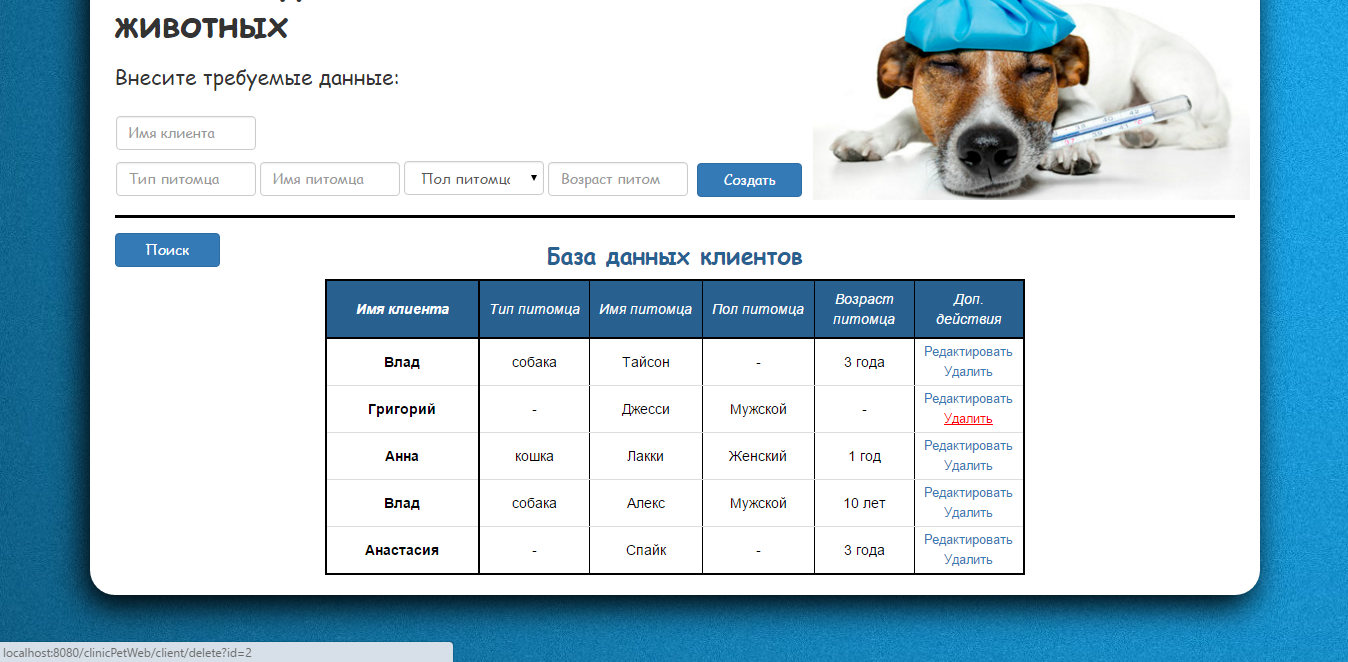 животных
Внесите требуемые данные:
Имя клиента
Тип питомца Имя питомца Пол питомц Возраст питом Создать
Поиск
База данных клиентов
Имя клиента Тип питомца Имя питомца Пол питомца Возраст питомца Доп. действия
Влад собака Тайсон - 3 года Редактировать Удалить
Григорий - Джесси Мужской - Редактировать Удалить
Анна кошка Лакки Женский 1 год Редактировать Удалить
Влад собака Алекс Мужской 10 лет Редактировать Удалить
Анастасия - Спайк - 3 года Редактировать Удалить
localhost:8080/clinicPetWeb/client/delete?id=2